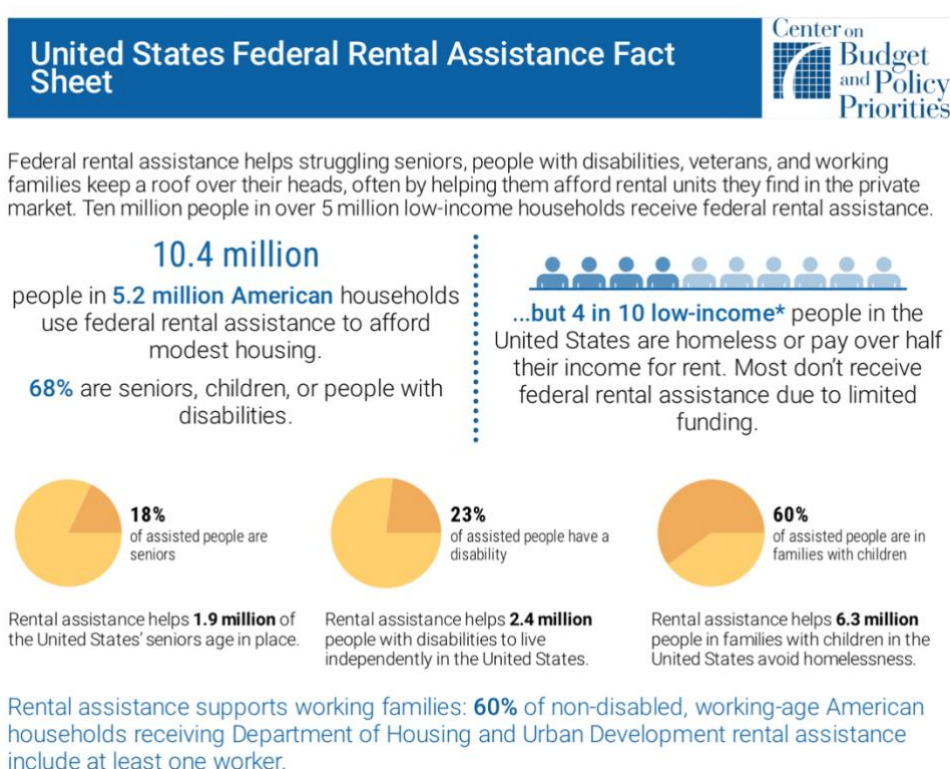 United States Federal Rental Assistance Fact
Sheet
Center on
Budget
and Policy
Priorities
Federal rental assistance helps struggling seniors, people with disabilities, veterans, and working
families keep a roof over their heads, often by helping them afford rental units they find in the private
market. Ten million people in over 5 million low-income households receive federal rental assistance.
10.4 million
people in 5.2 million American households
use federal rental assistance to afford
modest housing.
68% are seniors, children, or people with
disabilities.
...but 4 in 10 low-income* people in the
United States are homeless or pay over half
their income for rent. Most don't receive
federal rental assistance due to limited
funding.
18%
of assisted people are
seniors
Rental assistance helps 1.9 million of
the United States' seniors age in place.
23%
of assisted people have a
disability
Rental assistance helps 2.4 million
people with disabilities to live
independently in the United States.
60%
of assisted people are in
families with children
Rental assistance helps 6.3 million
people in families with children in the
United States avoid homelessness.
Rental assistance supports working families: 60% of non-disabled, working-age American
households receiving Department of Housing and Urban Development rental assistance
include at least one worker.